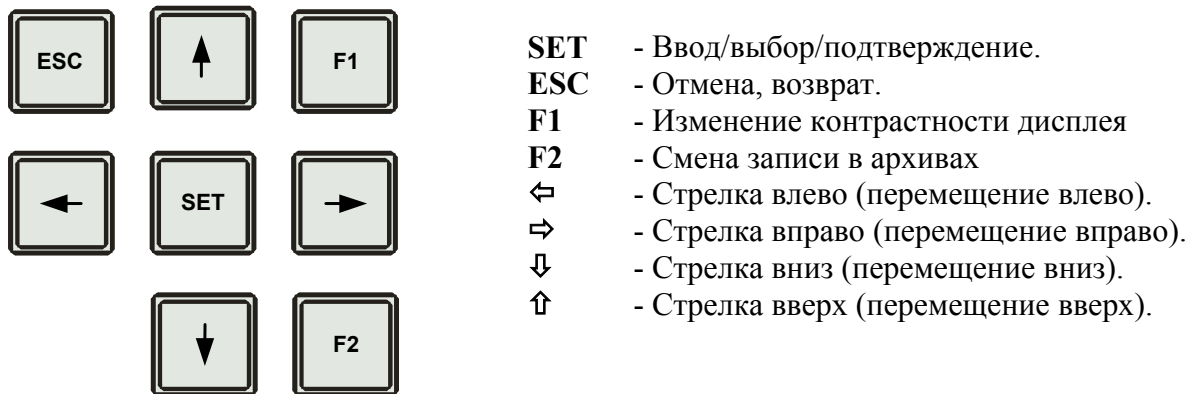 ESC
F1
SET
F2
SET - Ввод/выбор/подтверждение.
ESC - Отмена, возврат.
F1 - Изменение контрастности дисплея
F2 - Смена записи в архивах
⇦ - Стрелка влево (перемещение влево).
⇨ - Стрелка вправо (перемещение вправо).
⇩ - Стрелка вниз (перемещение вниз).
⇧ - Стрелка вверх (перемещение вверх).